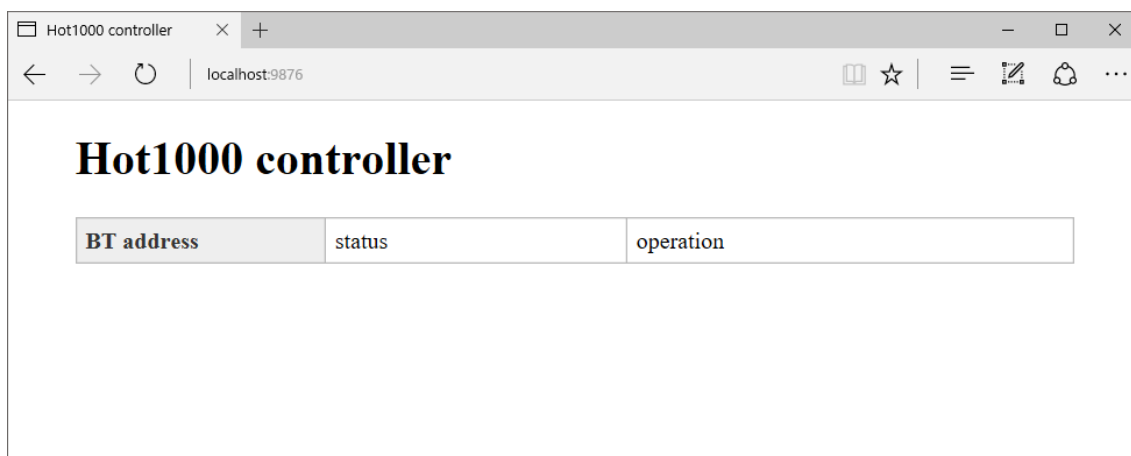 Hot1000 controller
localhost:9876
Hot1000 controller
BT address status operation